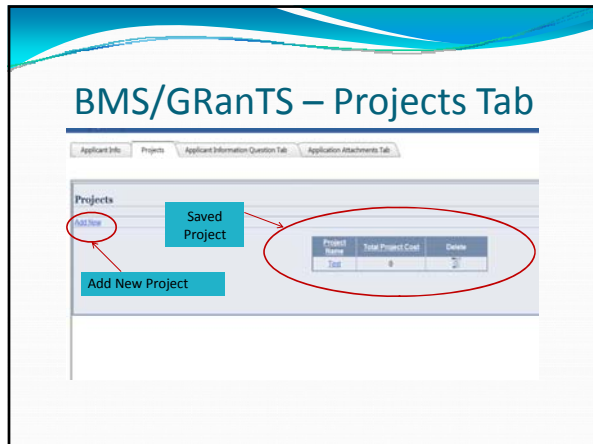 BMS/GRanTS – Projects Tab
Applicant Info Projects Applicant Information Question Tab Application Attachments Tab
Projects
Add New
Saved
Project
Project
Name Total Project Cost Delete
Test 0
Add New Project